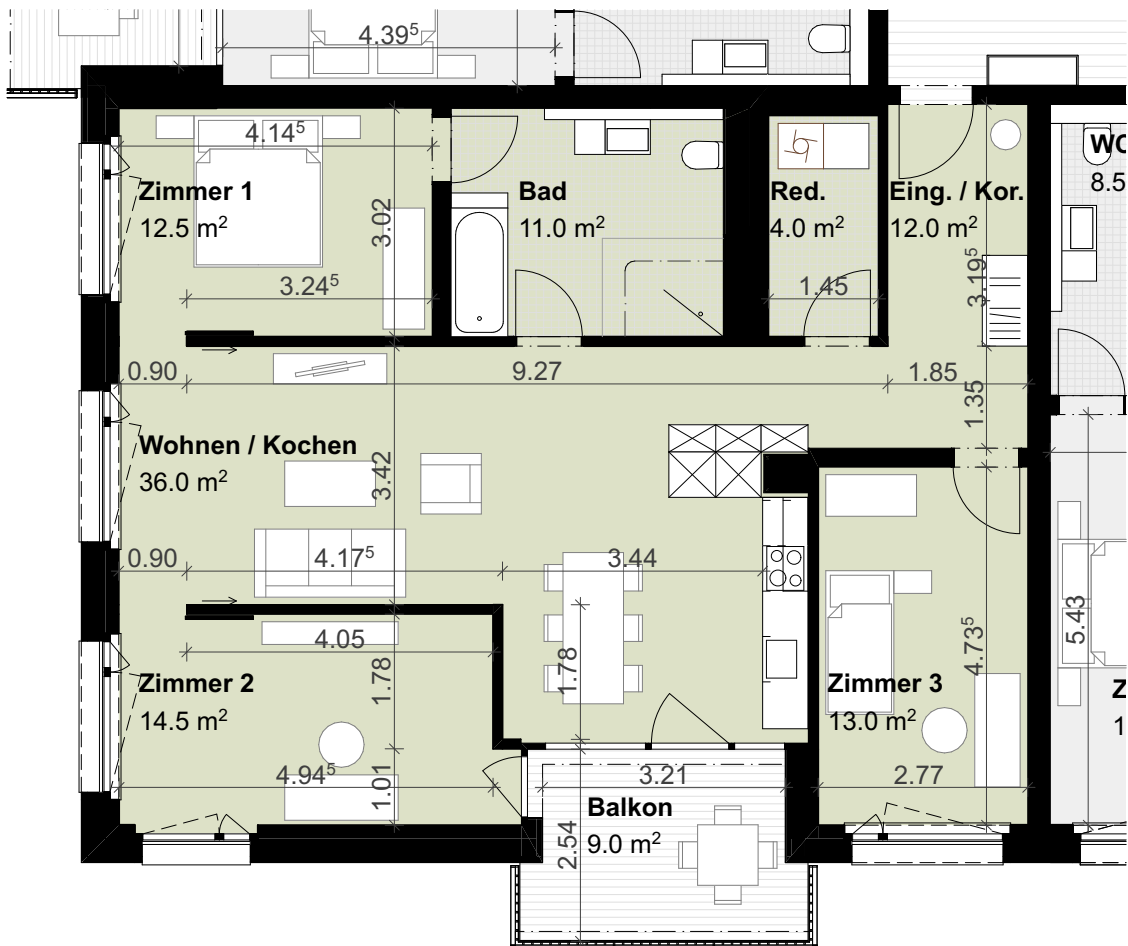 4.39⁵
4.14⁵
Zimmer 1
12.5 m²
3.02
3.24⁵
Bad
11.0 m²
Red.
4.0 m²
1.45
Eing. / Kor.
12.0 m²
3.19⁵
8.5
0.90
9.27
1.85
1.35
Wohnen / Kochen
36.0 m²
3.42
0.90
4.17⁵
3.44
4.05
Zimmer 2
14.5 m²
1.78
1.78
4.94⁵
1.01
3.21
Balkon
9.0 m²
2.54
Zimmer 3
13.0 m²
4.73⁵
2.77
5.43
Z
1